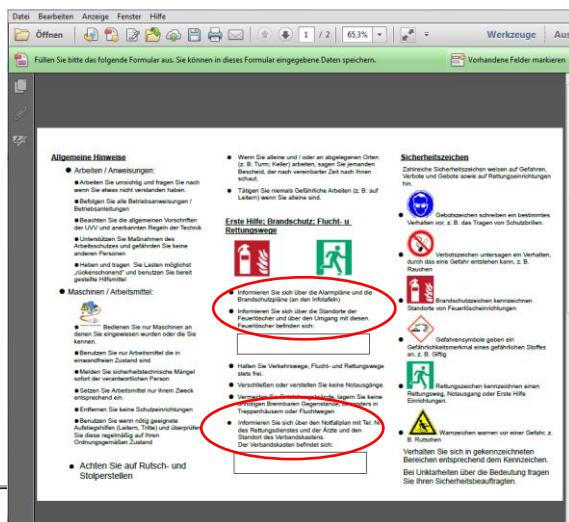 Datei Bearbeiten Anzeige Fenster Hilfe
Öffnen 1 / 2 65,3% Werkzeuge Aus
Füllen Sie bitte das folgende Formular aus. Sie können in dieses Formular eingegebene Daten speichern. Vorhandene Felder markieren
Allgemeine Hinweise
● Arbeiten / Anweisungen:
●Arbeiten Sie umsichtig und fragen Sie nach
wenn Sie etwas nicht verstanden haben.
●Befolgen Sie alle Betriebsanweisungen /
Betriebsanleitungen
●Beachten Sie die allgemeinen Vorschriften
der UVV und anerkannten Regeln der Technik
●Unterstützen Sie Maßnahmen des
Arbeitsschutzes und gefährden Sie keine
anderen Personen
●Heben und tragen Sie Lasten möglichst
„rückenschonend“ und benutzen Sie bereit
gestellte Hilfsmittel
● Maschinen / Arbeitsmittel:
● Bedienen Sie nur Maschinen an
denen Sie eingewiesen wurden oder die Sie
kennen.
●Benutzen Sie nur Arbeitsmittel die in
einwandfreien Zustand sind
●Melden Sie sicherheitstechnische Mängel
sofort der verantwortlichen Person
●Setzen Sie Arbeitsmittel nur ihrem Zweck
entsprechend ein.
●Entfernen Sie keine Schutzeinrichtungen
●Benutzen Sie wenn nötig geeignete
Aufstiegshilfen (Leitern, Tritte) und überprüfen
Sie diese regelmäßig auf ihren
Ordnungsgemäßen Zustand
● Achten Sie auf Rutsch- und
Stolperstellen
● Wenn Sie alleine und / oder an abgelegenen Orten
(z. B. Turm; Keller) arbeiten, sagen Sie jemanden
Bescheid, der nach vereinbarter Zeit nach Ihnen
schaut.
● Tätigen Sie niemals Gefährliche Arbeiten (z. B. auf
Leitern) wenn Sie alleine sind.
Erste Hilfe; Brandschutz; Flucht- u
Rettungswege
● Informieren Sie sich über die Alarmpläne und die
Brandschutzpläne (an den Infotafeln)
● Informieren Sie sich über die Standorte der
Feuerlöscher und über den Umgang mit diesen.
Feuerlöscher befinden sich:
● Halten Sie Verkehrswege, Flucht- und Rettungswege
stets frei.
● Verschließen oder verstellen Sie keine Notausgänge.
● Vermeiden Sie Entstehungsbrände, lagern Sie keine
unnötigen Brennbaren Gegenstände, besonders in
Treppenhäusern oder Fluchtwegen
● Informieren Sie sich über den Notfallplan mit Tel. Nr.
des Rettungsdienstes und der Ärzte und den
Standort des Verbandskastens.
Der Verbandkasten befindet sich:
Sicherheitszeichen
Zahlreiche Sicherheitszeichen weisen auf Gefahren,
Verbote und Gebote sowie auf Rettungseinrichtungen
hin.
● Gebotszeichen schreiben ein bestimmtes
Verhalten vor, z. B. das Tragen von Schutzbrillen.
● Verbotszeichen untersagen ein Verhalten,
durch das eine Gefahr entstehen kann, z. B.
Rauchen
● Brandschutzzeichen kennzeichnen
Standorte von Feuerlöscheinrichtungen
● Gefahrensymbole geben ein
Gefährlichkeitsmerkmal eines gefährlichen Stoffes
an, z. B. Giftig
● Rettungszeichen kennzeichnen einen
Rettungsweg, Notausgang oder Erste Hilfe
Einrichtungen.
● Warnzeichen warnen vor einer Gefahr, z.
B. Rutschen
Verhalten Sie sich in gekennzeichneten
Bereichen entsprechend dem Kennzeichen.
Bei Unklarheiten über die Bedeutung fragen
Sie Ihren Sicherheitsbeauftragten.